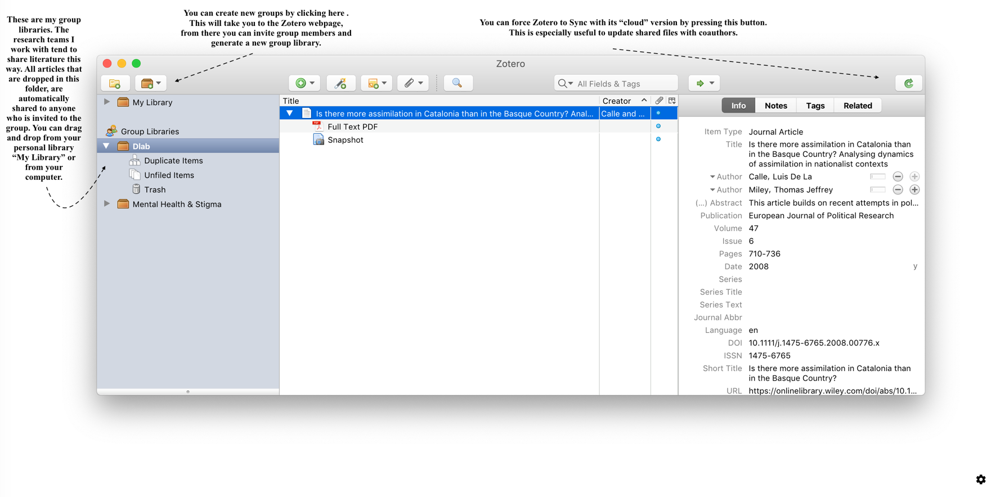 These are my group
libraries. The
research teams I
work with tend to
share literature this
way. All articles that
are dropped in this
folder, are
automatically
shared to anyone
who is invited to the
group. You can drag
and drop from your
personal library
“My Library” or
from your
computer.
You can create new groups by clicking here .
This will take you to the Zotero webpage,
from there you can invite group members and
generate a new group library.
You can force Zotero to Sync with its “cloud” version by pressing this button.
This is especially useful to update shared files with coauthors.
Zotero
All Fields & Tags
My Library
Group Libraries
Dlab
Duplicate Items
Unfiled Items
Trash
Mental Health & Stigma
Title Creator
Is there more assimilation in Catalonia than in the Basque Country? Anal... Calle and ...
Full Text PDF
Snapshot
Info Notes Tags Related
Item Type Journal Article
Title Is there more assimilation in Catalonia than
in the Basque Country? Analysing dynamics
of assimilation in nationalist contexts
Author Calle, Luis De La
Author Miley, Thomas Jeffrey
(...) Abstract This article builds on recent attempts in pol...
Publication European Journal of Political Research
Volume 47
Issue 6
Pages 710-736
Date 2008 y
Series
Series Title
Series Text
Journal Abbr
Language en
DOI 10.1111/j.1475-6765.2008.00776.x
ISSN 1475-6765
Short Title Is there more assimilation in Catalonia than
in the Basque Country?
URL https://onlinelibrary.wiley.com/doi/abs/10.1...